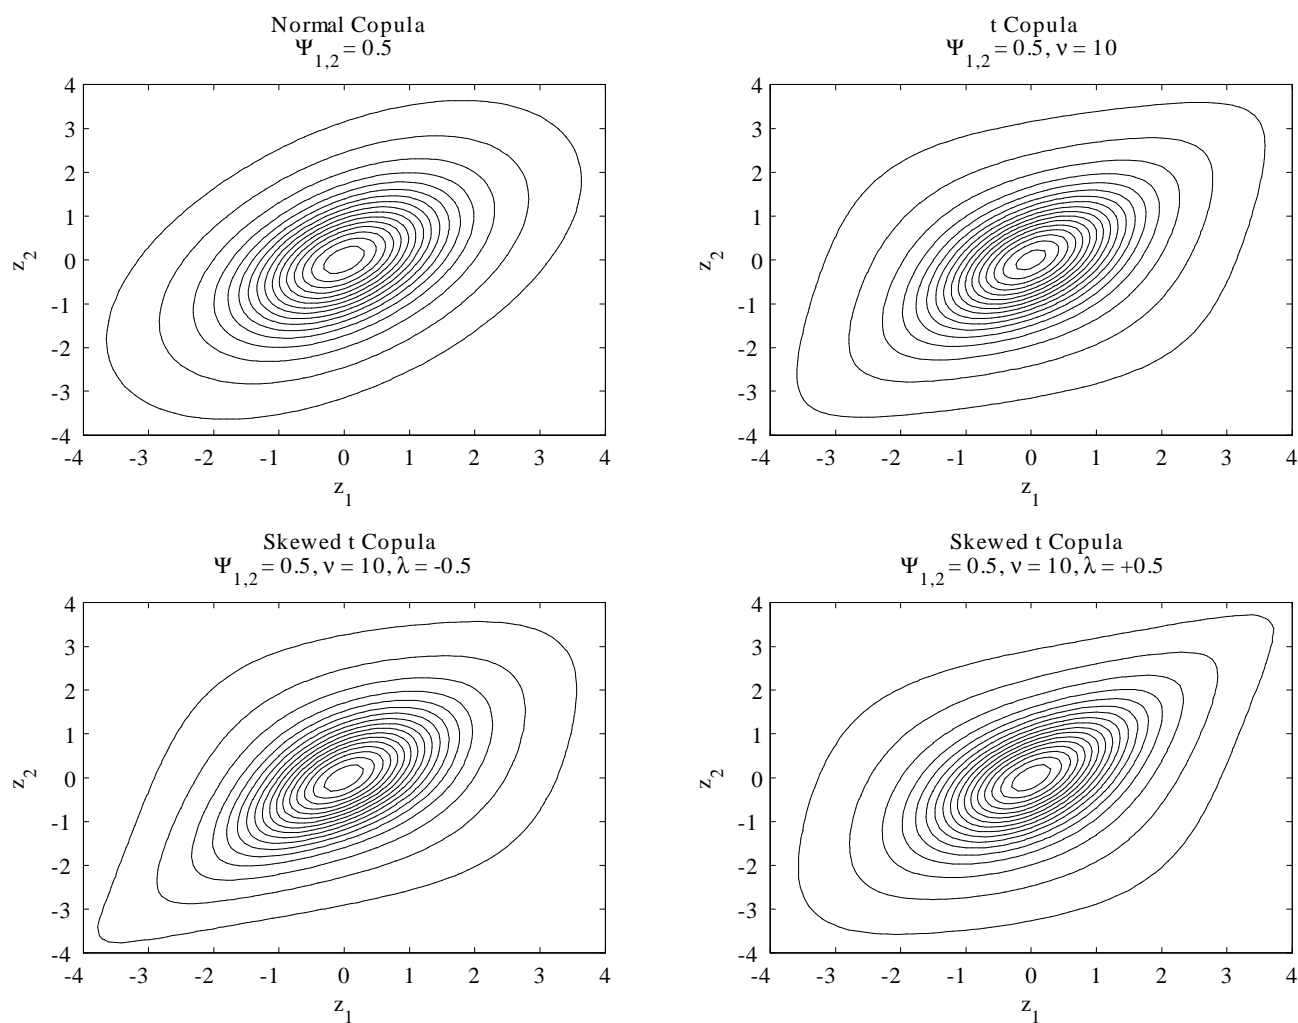 Normal Copula
Ψ1,2 = 0.5
4
3
2
1
0
-1
-2
-3
-4
z2
-4 -3 -2 -1 0 1 2 3 4
z1
t Copula
Ψ1,2 = 0.5, ν = 10
4
3
2
1
0
-1
-2
-3
-4
z2
-4 -3 -2 -1 0 1 2 3 4
z1
Skewed t Copula
Ψ1,2 = 0.5, ν = 10, λ = -0.5
4
3
2
1
0
-1
-2
-3
-4
z2
-4 -3 -2 -1 0 1 2 3 4
z1
Skewed t Copula
Ψ1,2 = 0.5, ν = 10, λ = +0.5
4
3
2
1
0
-1
-2
-3
-4
z2
-4 -3 -2 -1 0 1 2 3 4
z1